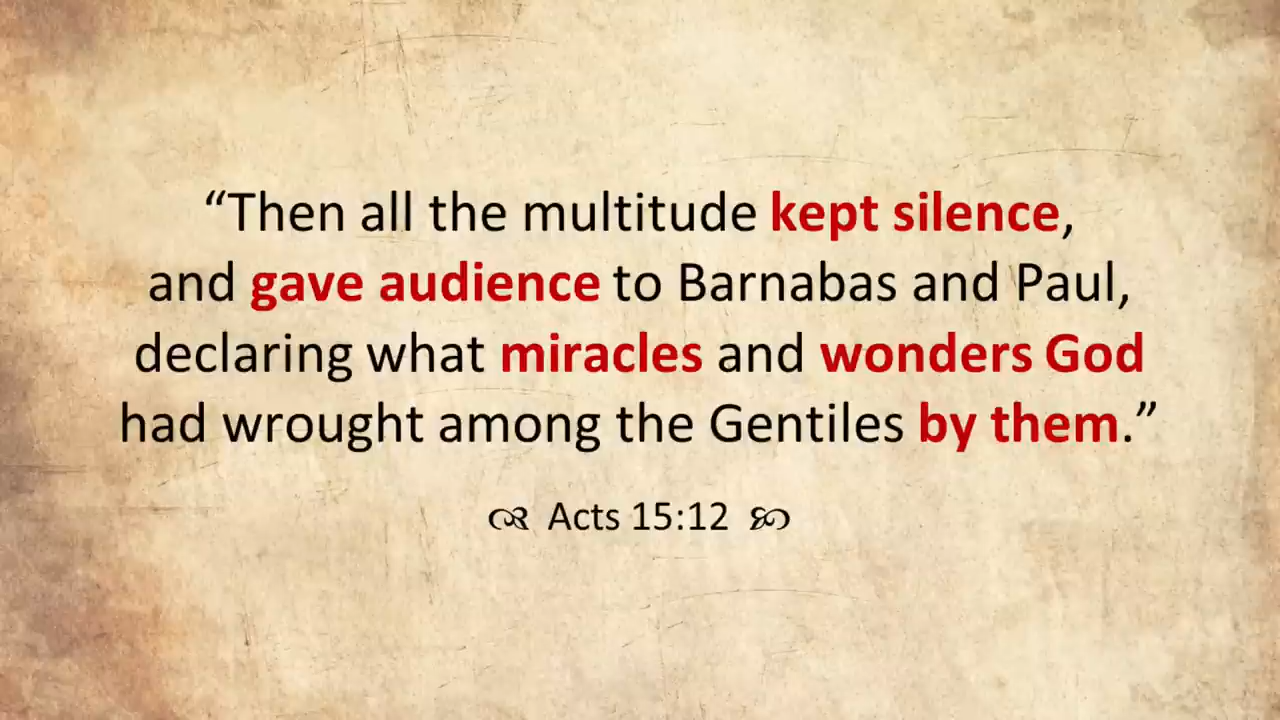 “Then all the multitude kept silence,
and gave audience to Barnabas and Paul,
declaring what miracles and wonders God
had wrought among the Gentiles by them.”
Acts 15:12